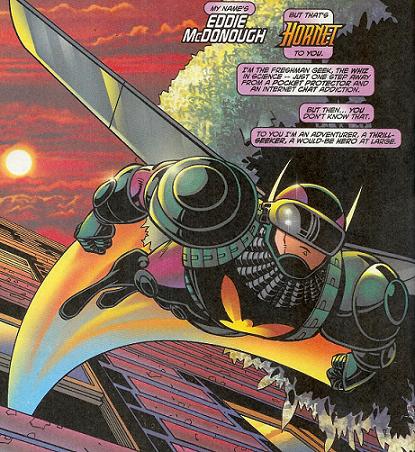 MY NAME'S
EDDIE
McDONOUGH
BUT THAT'S
HORNET
TO YOU.
I'M THE FRESHMAN GEEK, THE WHIZ
IN SCIENCE -- JUST ONE STEP AWAY
FROM A POCKET PROTECTOR AND
AN INTERNET CHAT ADDICTION.
BUT THEN... YOU
DON'T KNOW THAT.
TO YOU I'M AN ADVENTURER, A THRILL-
SEEKER, A WOULD-BE HERO AT LARGE.